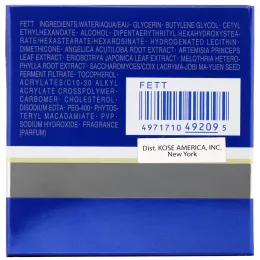 FETT INGREDIENTS:WATER/AQUA/EAU• GLYCERIN• BUTYLENE GLYCOL• CETYL
ETHYLHEXANOATE• ALCOHOL• DIPENTAERYTHRITYL HEXAHYDROXYSTEA-
RATE/HEXASTEARATE/HEXAROSINATE• HYDROGENATED LECITHIN•
DIMETHICONE• ANGELICA ACUTILOBA ROOT EXTRACT• ARTEMISIA PRINCEPS
LEAF EXTRACT• ERIOBOTRYA JAPONICA LEAF EXTRACT• MELOTHRIA HETERO-
PHYLLA ROOT EXTRACT• SACCHAROMYCES/COIX LACRYMA-JOBI MA-YUEN SEED
FERMENT FILTRATE• TOCOPHEROL•
ACRYLATES/C10-30 ALKYL
ACRYLATE CROSSPOLYMER•
CARBOMER• CHOLESTEROL•
DISODIUM EDTA• PEG-400• PHYTOS-
TERYL MACADAMIATE• PVP•
SODIUM HYDROXIDE• FRAGRANCE
(PARFUM)
FETT
4971710 492095
Dist. KOSE AMERICA, INC.
New York